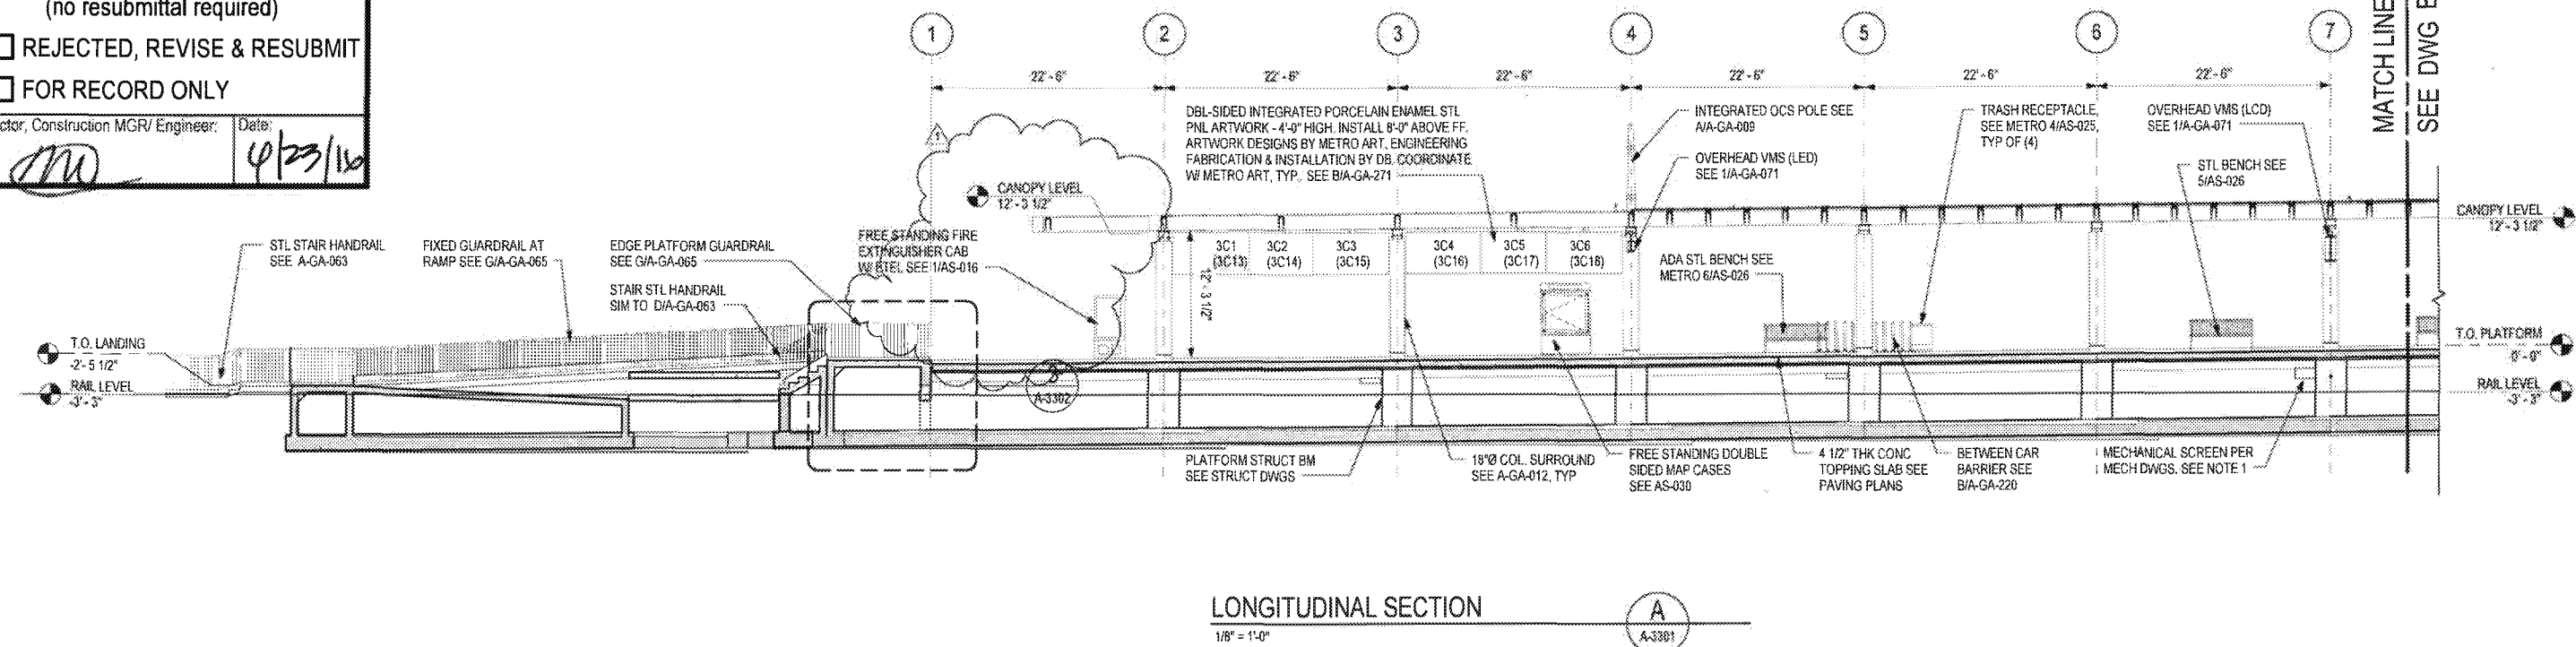 (no resubmittal required)
REJECTED, REVISE & RESUBMIT
FOR RECORD ONLY
ctor, Construction MGR/ Engineer:
Date:
4/23/16
1
2
3
4
5
6
7
22'-6"
22'-6"
22'-6"
22'-6"
22'-6"
22'-6"
MATCH LINE
SEE DWG
1
DBL-SIDED INTEGRATED PORCELAIN ENAMEL STL
PNL ARTWORK - 4'-0" HIGH. INSTALL 8'-0" ABOVE FF.
ARTWORK DESIGNS BY METRO ART, ENGINEERING
FABRICATION & INSTALLATION BY DB. COORDINATE
W/ METRO ART, TYP. SEE B/A-GA-271
INTEGRATED OCS POLE SEE
A/A-GA-009
OVERHEAD VMS (LED)
SEE 1/A-GA-071
TRASH RECEPTACLE,
SEE METRO 4/AS-025,
TYP OF (4)
OVERHEAD VMS (LCD)
SEE 1/A-GA-071
STL BENCH SEE
5/AS-026
CANOPY LEVEL
12'-3 1/2"
CANOPY LEVEL
12'-3 1/2"
STL STAIR HANDRAIL
SEE A-GA-063
FIXED GUARDRAIL AT
RAMP SEE G/A-GA-065
EDGE PLATFORM GUARDRAIL
SEE G/A-GA-065
STAIR STL HANDRAIL
SIM TO D/A-GA-063
FREE STANDING FIRE
EXTINGUISHER CAB
W/ ETEL SEE 1/AS-016
12'-3 1/2"
3C1
(3C13)
3C2
(3C14)
3C3
(3C15)
3C4
(3C16)
3C5
(3C17)
3C6
(3C18)
ADA STL BENCH SEE
METRO 6/AS-026
T.O. LANDING
-2'-5 1/2"
RAIL LEVEL
-3'-3"
T.O. PLATFORM
0'-0"
RAIL LEVEL
-3'-3"
A-3302
PLATFORM STRUCT BM
SEE STRUCT DWGS
18"Ø COL. SURROUND
SEE A-GA-012, TYP
FREE STANDING DOUBLE
SIDED MAP CASES
SEE AS-030
4 1/2" THK CONC
TOPPING SLAB SEE
PAVING PLANS
BETWEEN CAR
BARRIER SEE
B/A-GA-220
MECHANICAL SCREEN PER
MECH DWGS. SEE NOTE 1
LONGITUDINAL SECTION
1/8" = 1'-0"
A
A-3301